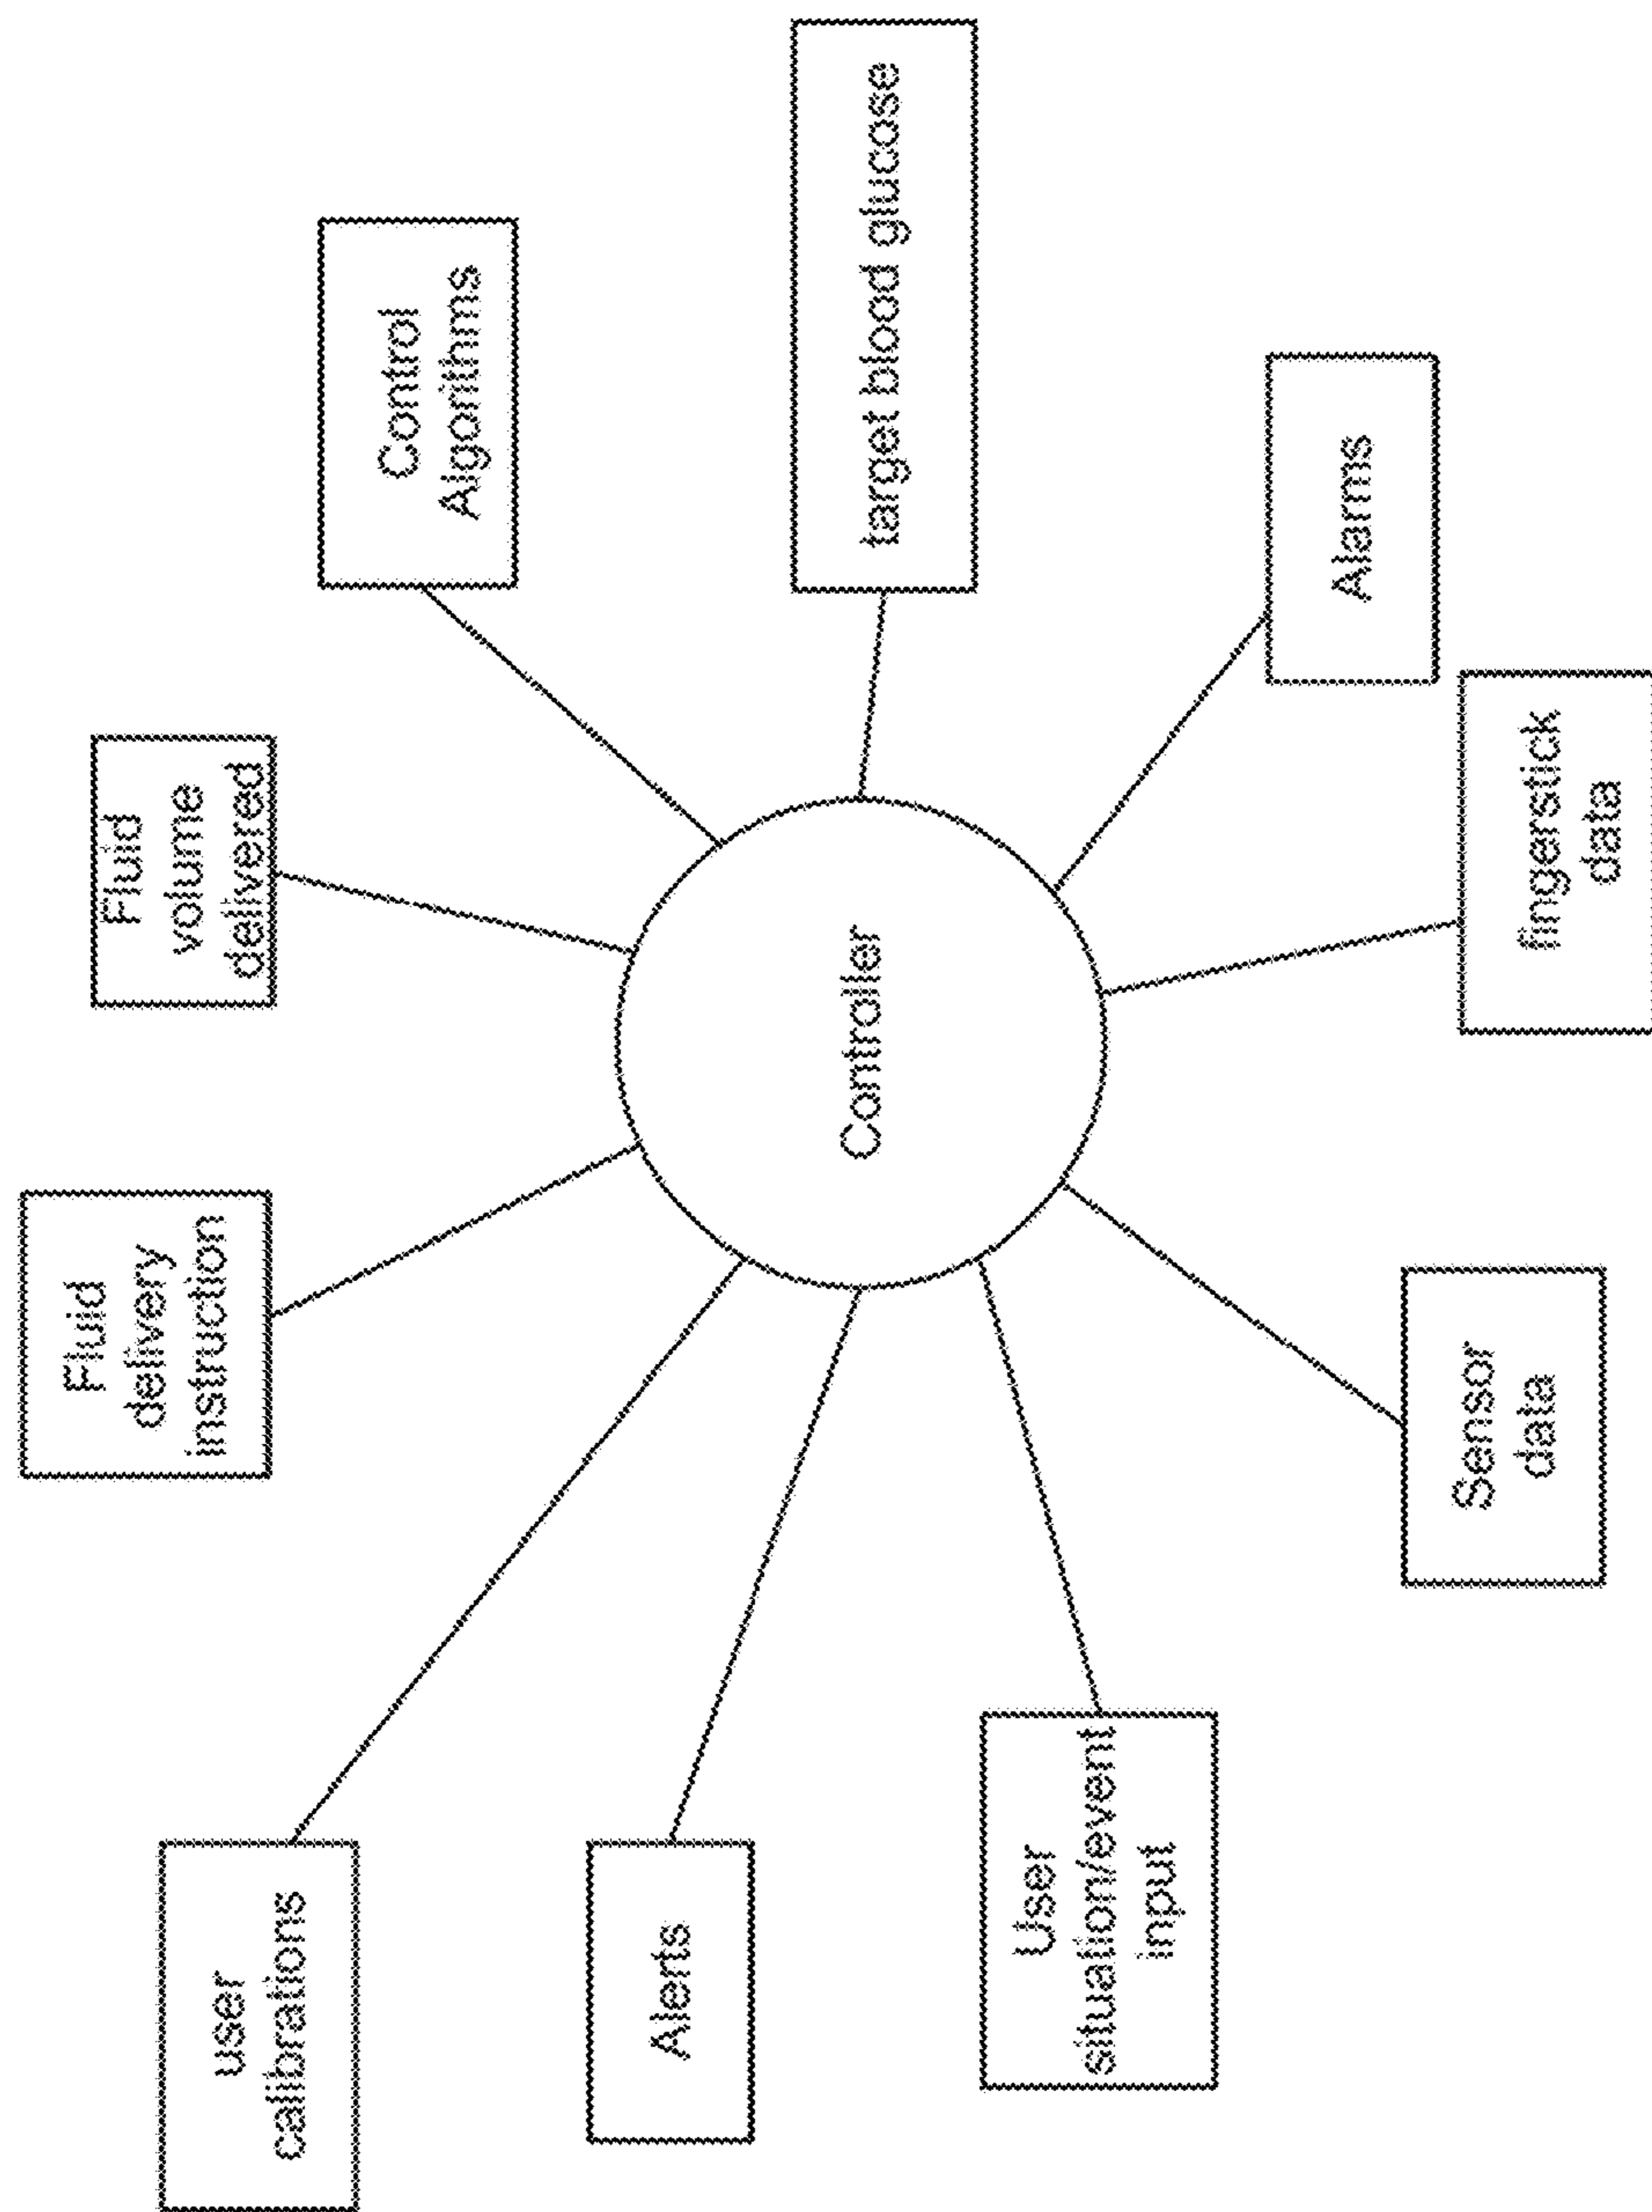 Fluid
delivery
instruction
Fluid
volume
delivered
user
calibrations
Control
Algorithms
Alerts
Controller
target blood glucose
User
situation/event
input
Alarms
Sensor
data
fingerstick
data